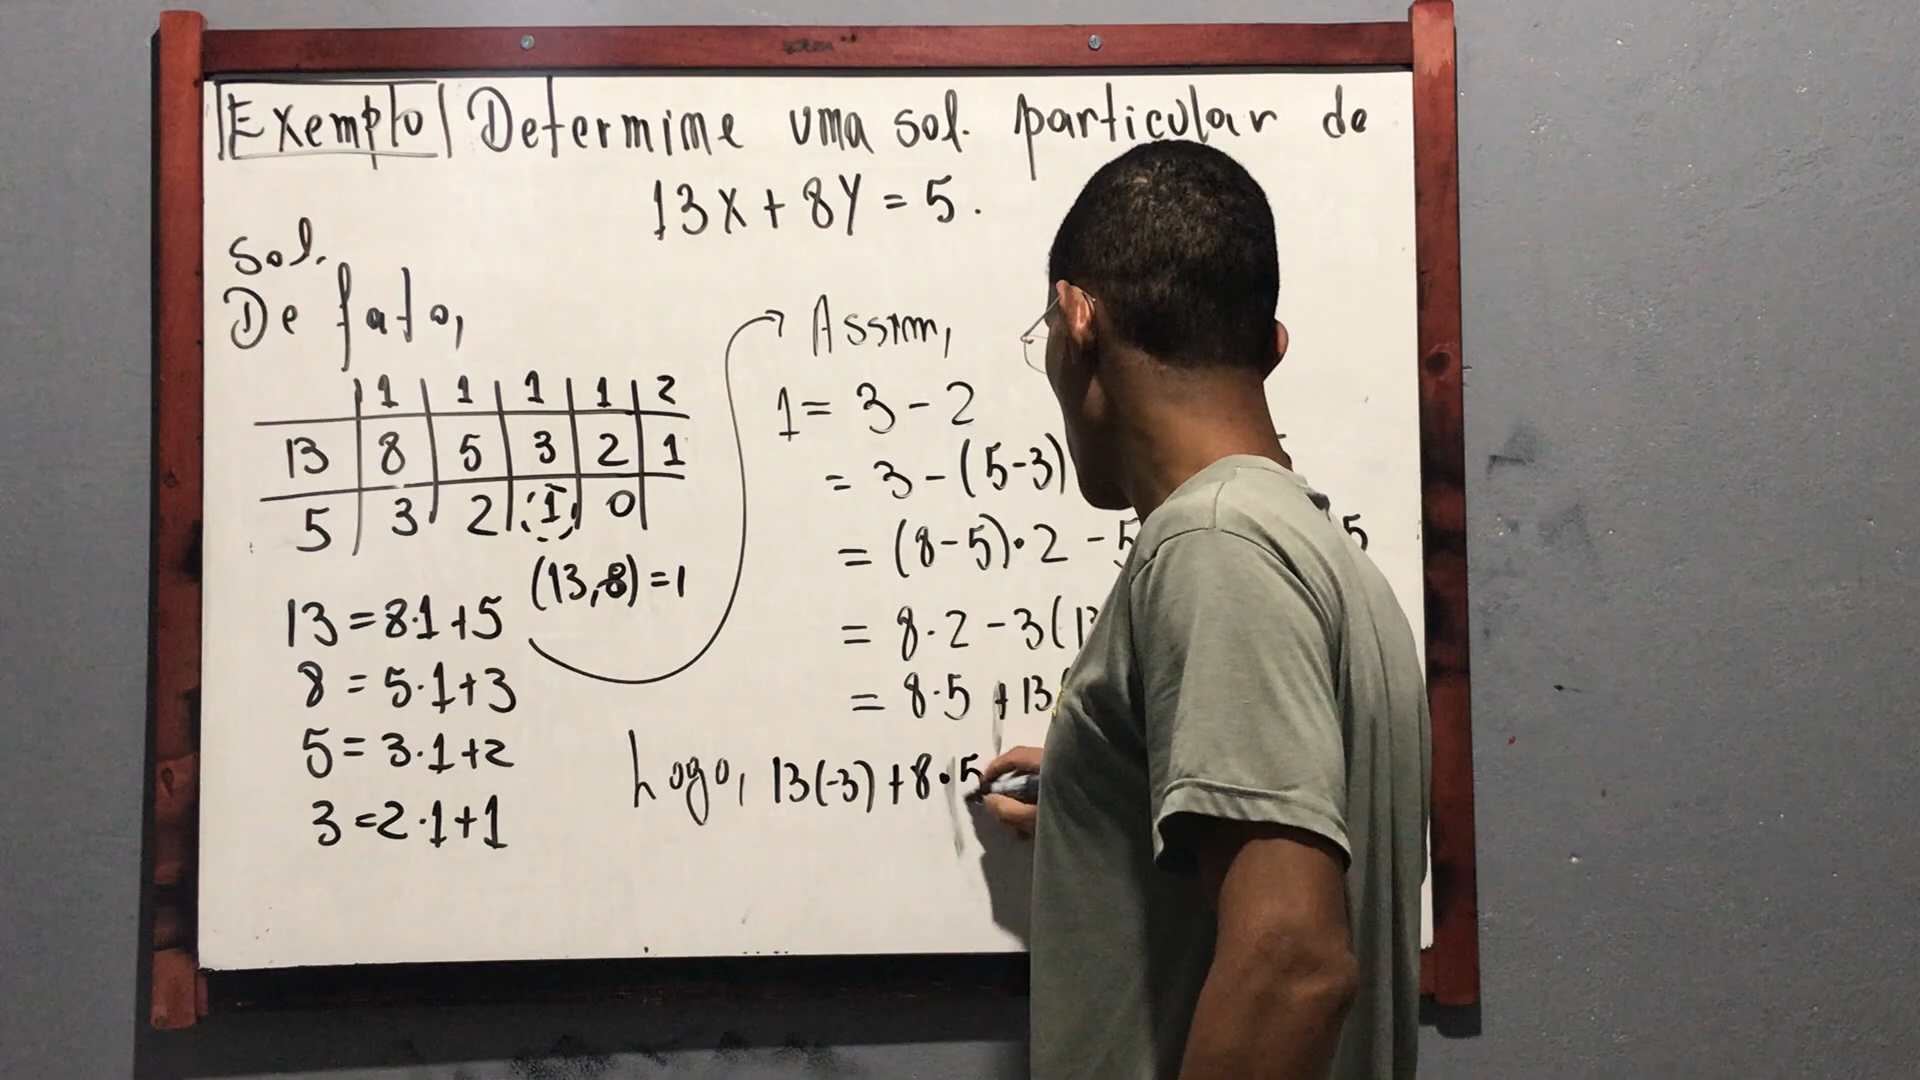 Exemplo Determine uma sol. particular de
13X + 8Y = 5.
Sol.
De fato,
1 1 1 1 2
13 8 5 3 2 1
5 3 2 1 0
(13,8)=1
13=8·1+5
8=5·1+3
5=3·1+2
3=2·1+1
Assim,
1= 3-2
= 3-(5-3)
= (8-5)·2 -5
= 8·2-3(13
= 8·5 +13
Logo, 13(-3)+8·5
5